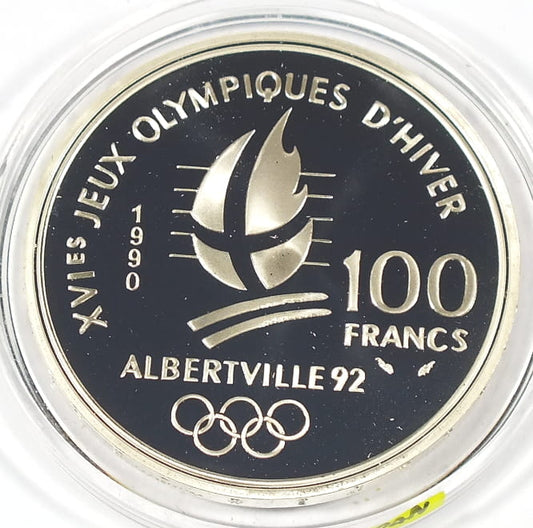 XVIes JEUX OLYMPIQUES D'HIVER
1990
100
FRANCS
ALBERTVILLE 92